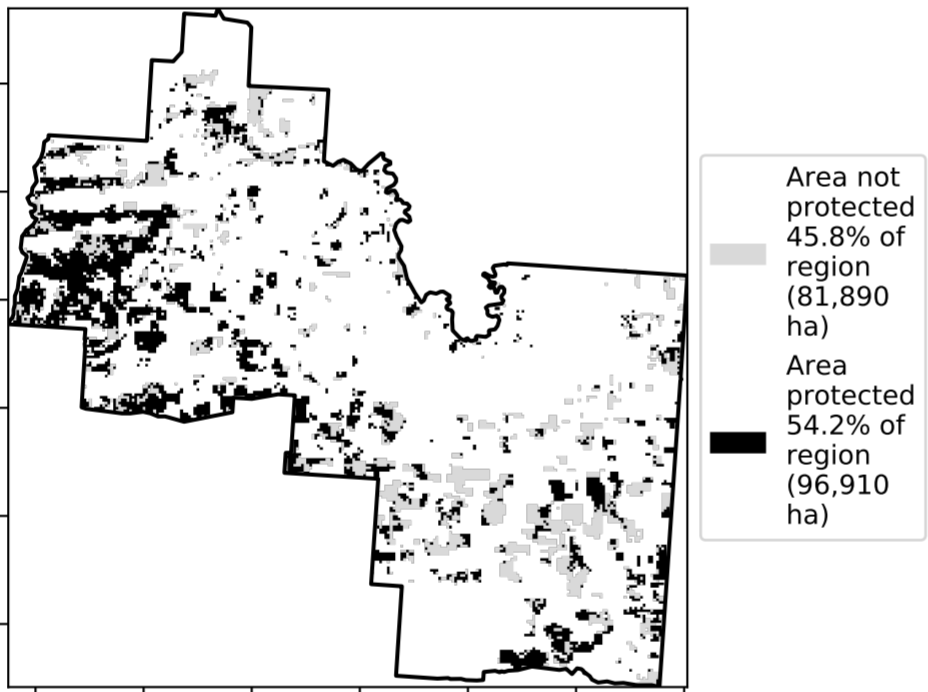 Area not
protected
45.8% of
region
(81,890
ha)
Area
protected
54.2% of
region
(96,910
ha)